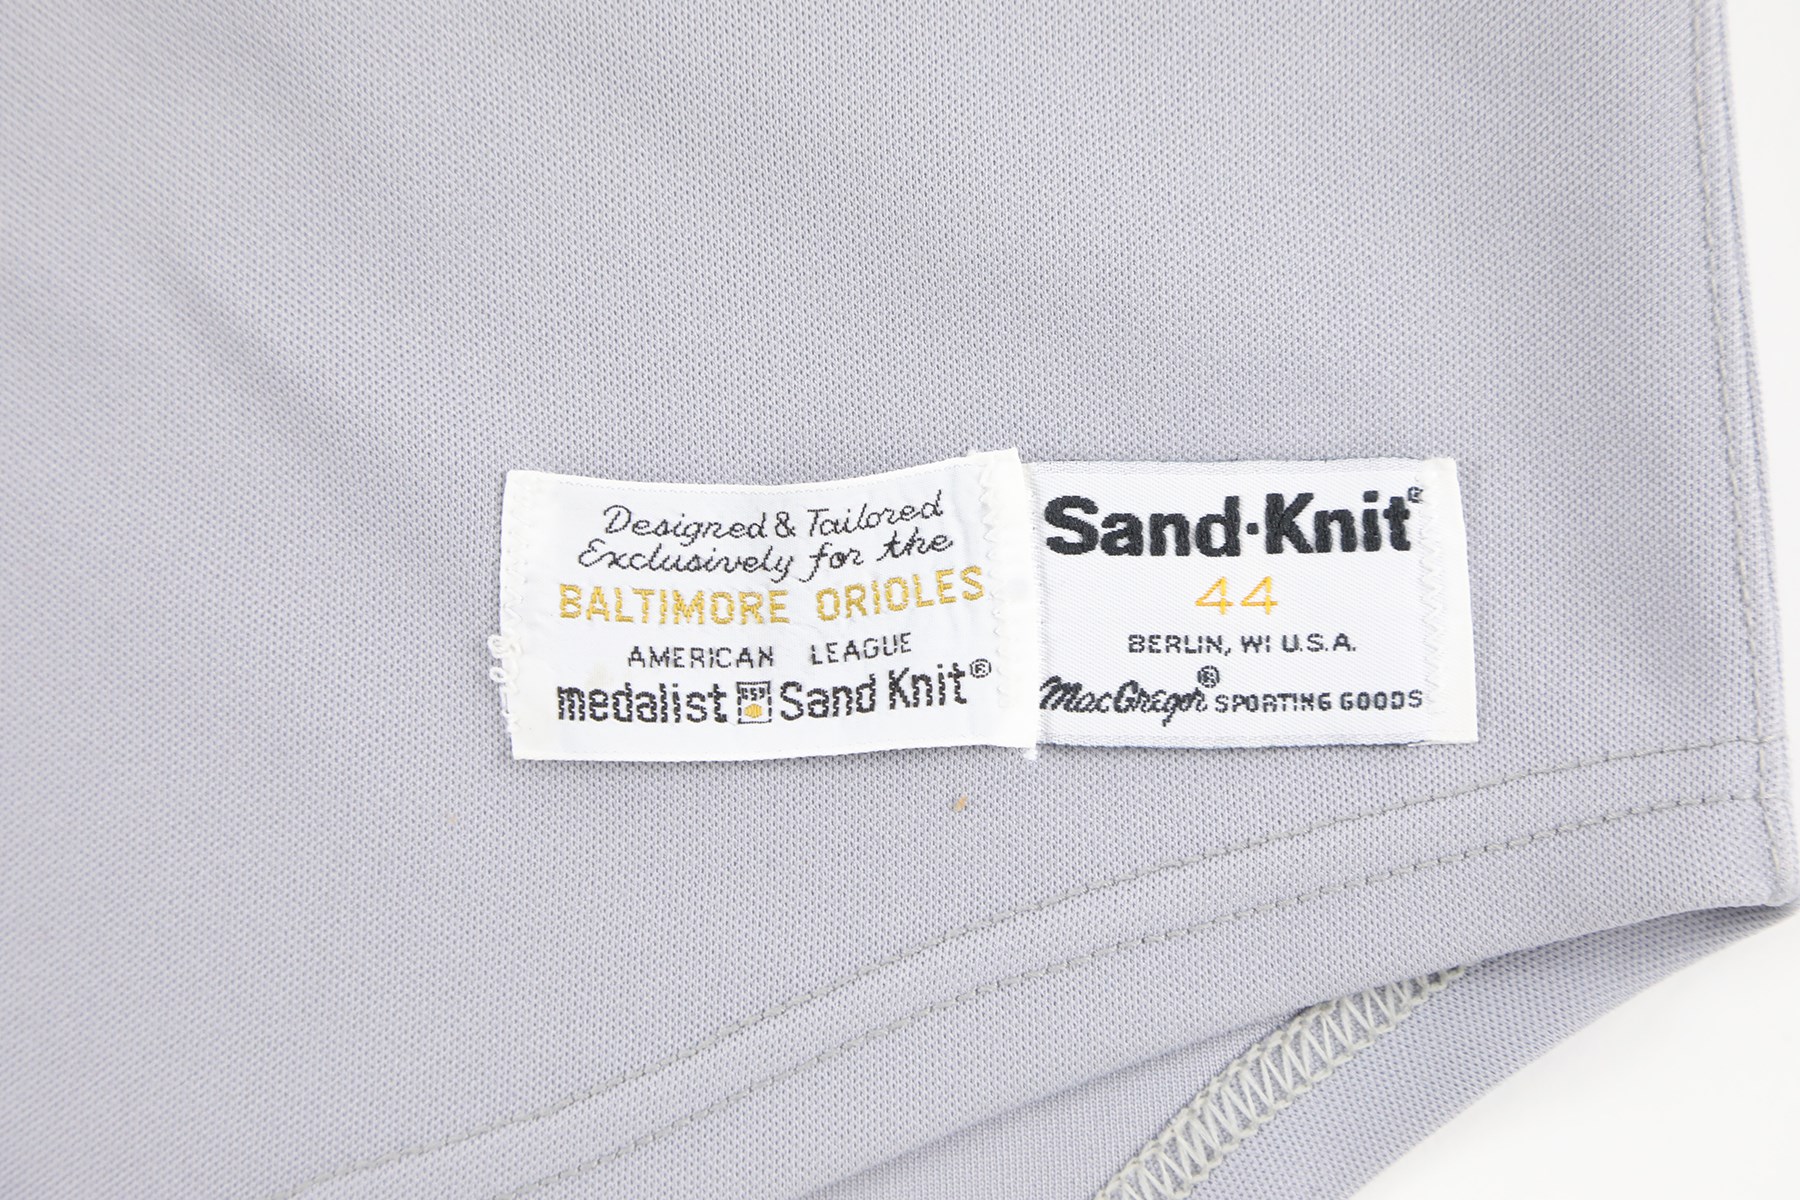 Designed & Tailored
Exclusively for the
BALTIMORE ORIOLES
AMERICAN LEAGUE
medalist Sand Knit®
Sand·Knit®
44
BERLIN, WI U.S.A.
MacGregor® SPORTING GOODS